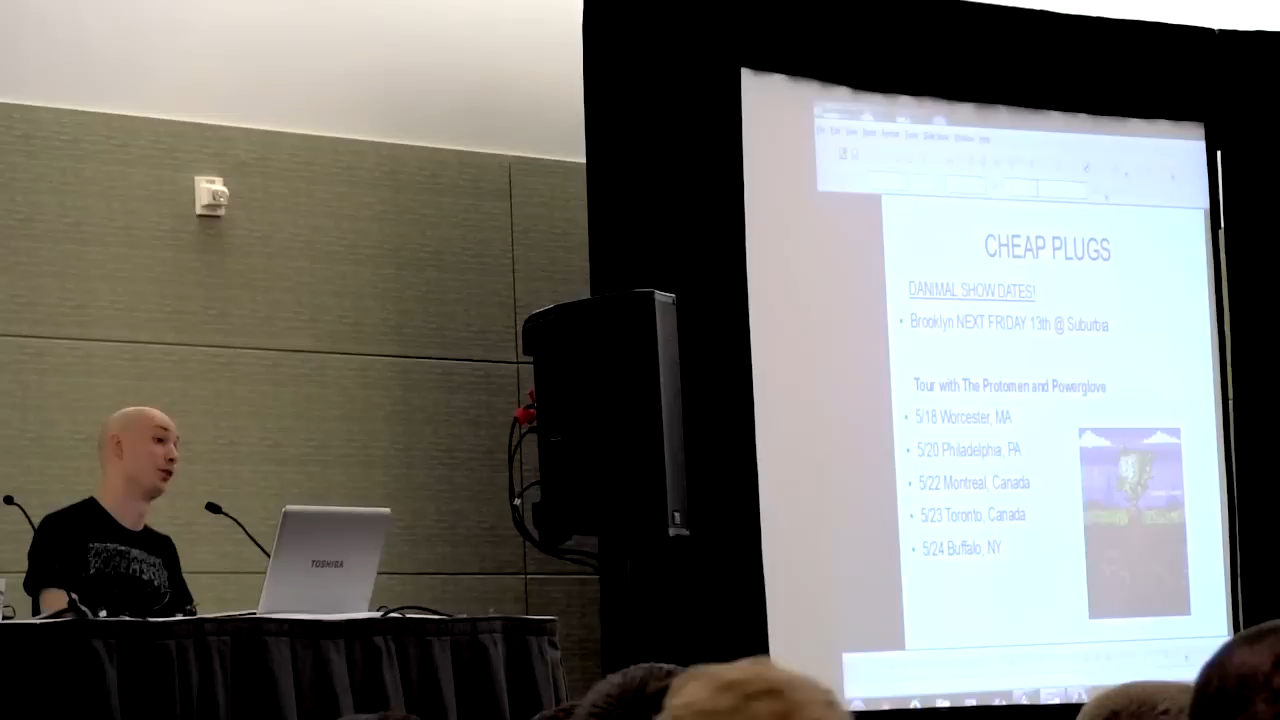 CHEAP PLUGS
DANIMAL SHOW DATES!
• Brooklyn NEXT FRIDAY 13th @ Suburbia
Tour with The Protomen and Powerglove
• 5/18 Worcester, MA
• 5/20 Philadelphia, PA
• 5/22 Montreal, Canada
• 5/23 Toronto, Canada
• 5/24 Buffalo, NY
TOSHIBA